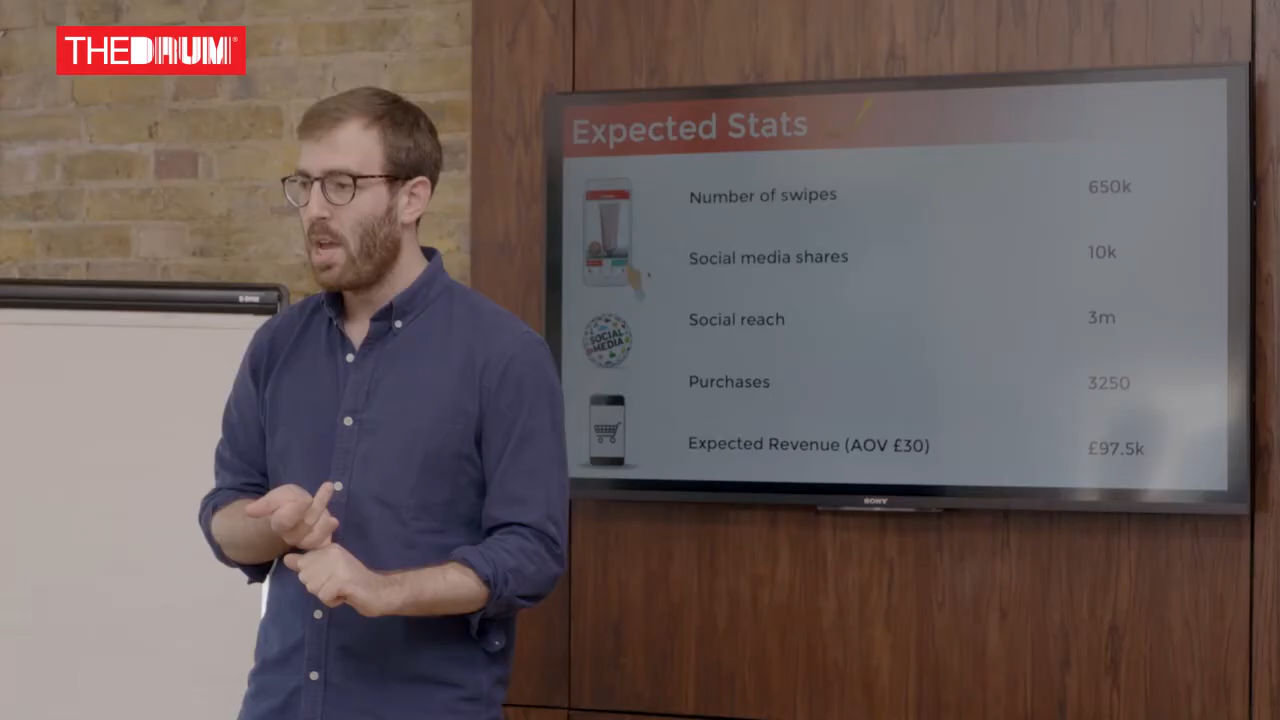 THEDRUM
Expected Stats
Number of swipes 650k
Social media shares 10k
Social reach 3m
SOCIAL
MEDIA
Purchases 3250
Expected Revenue (AOV £30) £97.5k
SONY